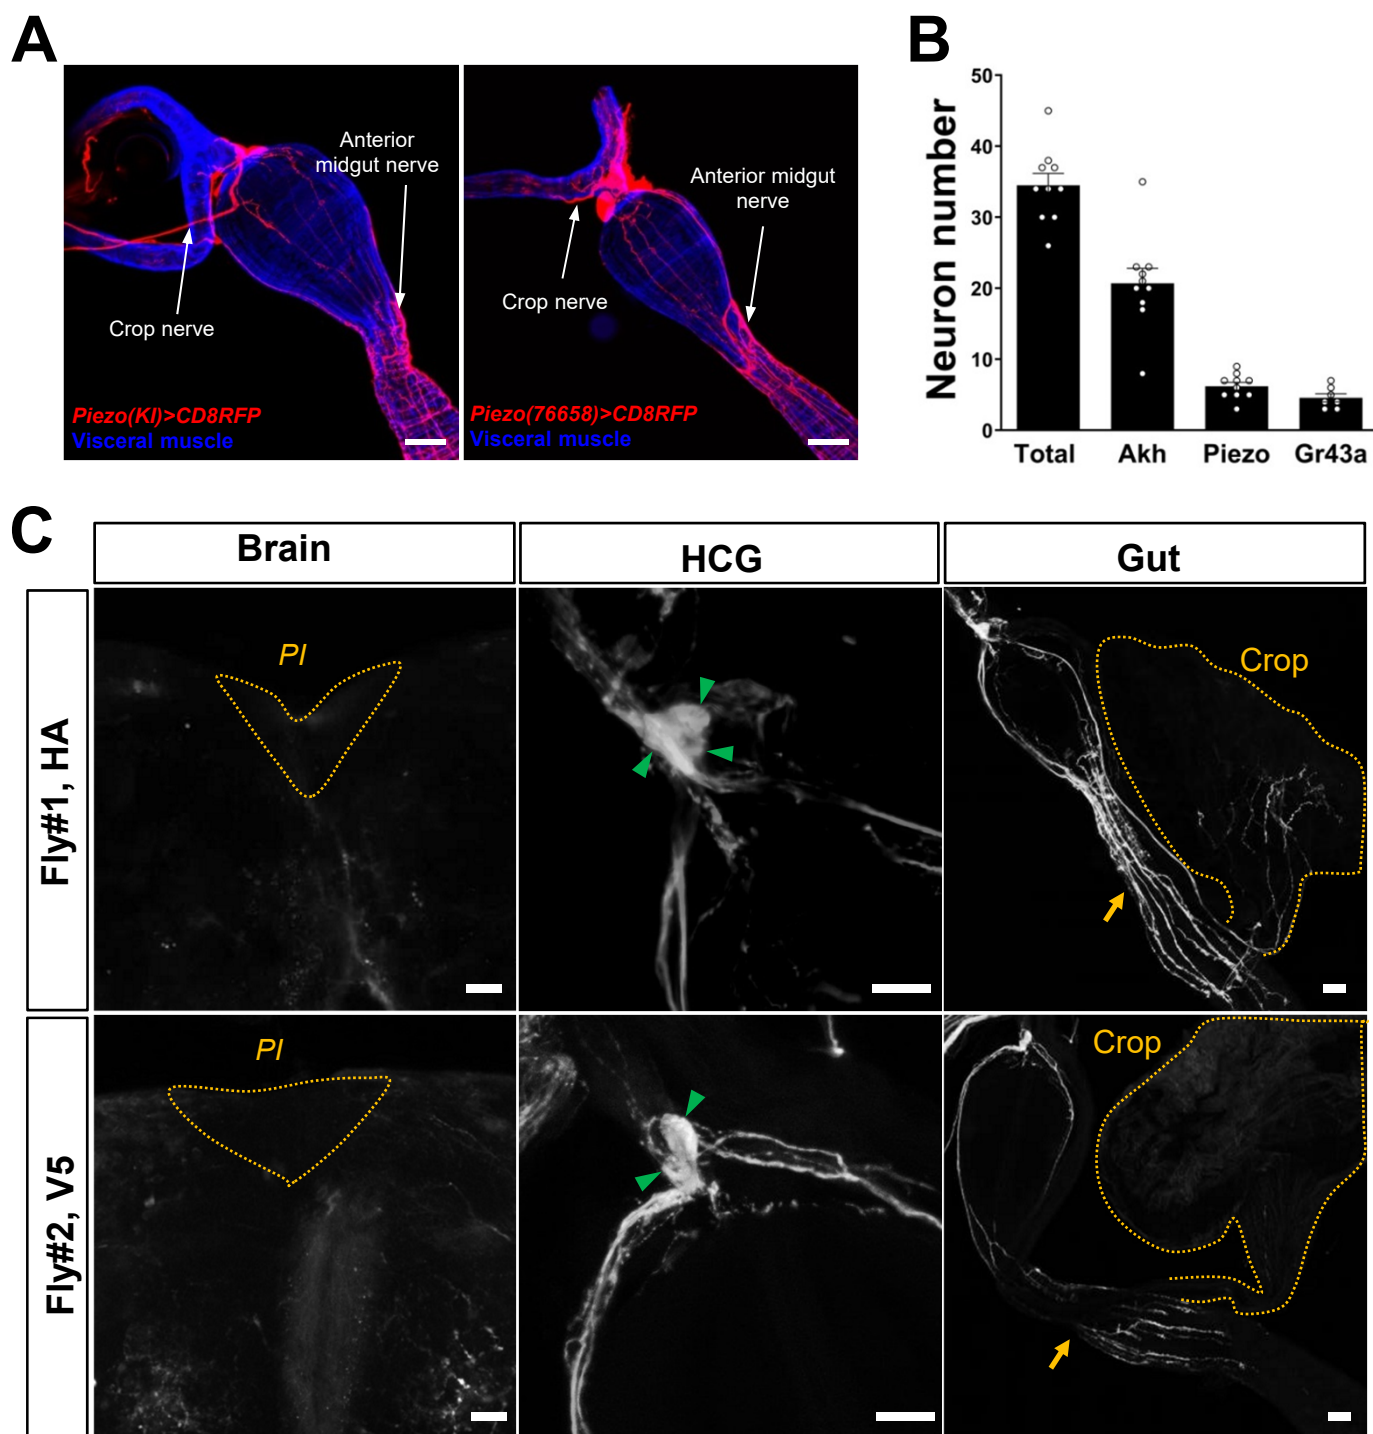 A
Anterior
midgut nerve
Crop nerve
Piezo(KI)>CD8RFP
Visceral muscle
Anterior midgut
nerve
Crop nerve
Piezo(76658)>CD8RFP
Visceral muscle
B
Neuron number
50
40
30
20
10
0
Total
Akh
Piezo
Gr43a
C
Brain
HCG
Gut
Fly#1, HA
PI
Crop
Fly#2, V5
PI
Crop